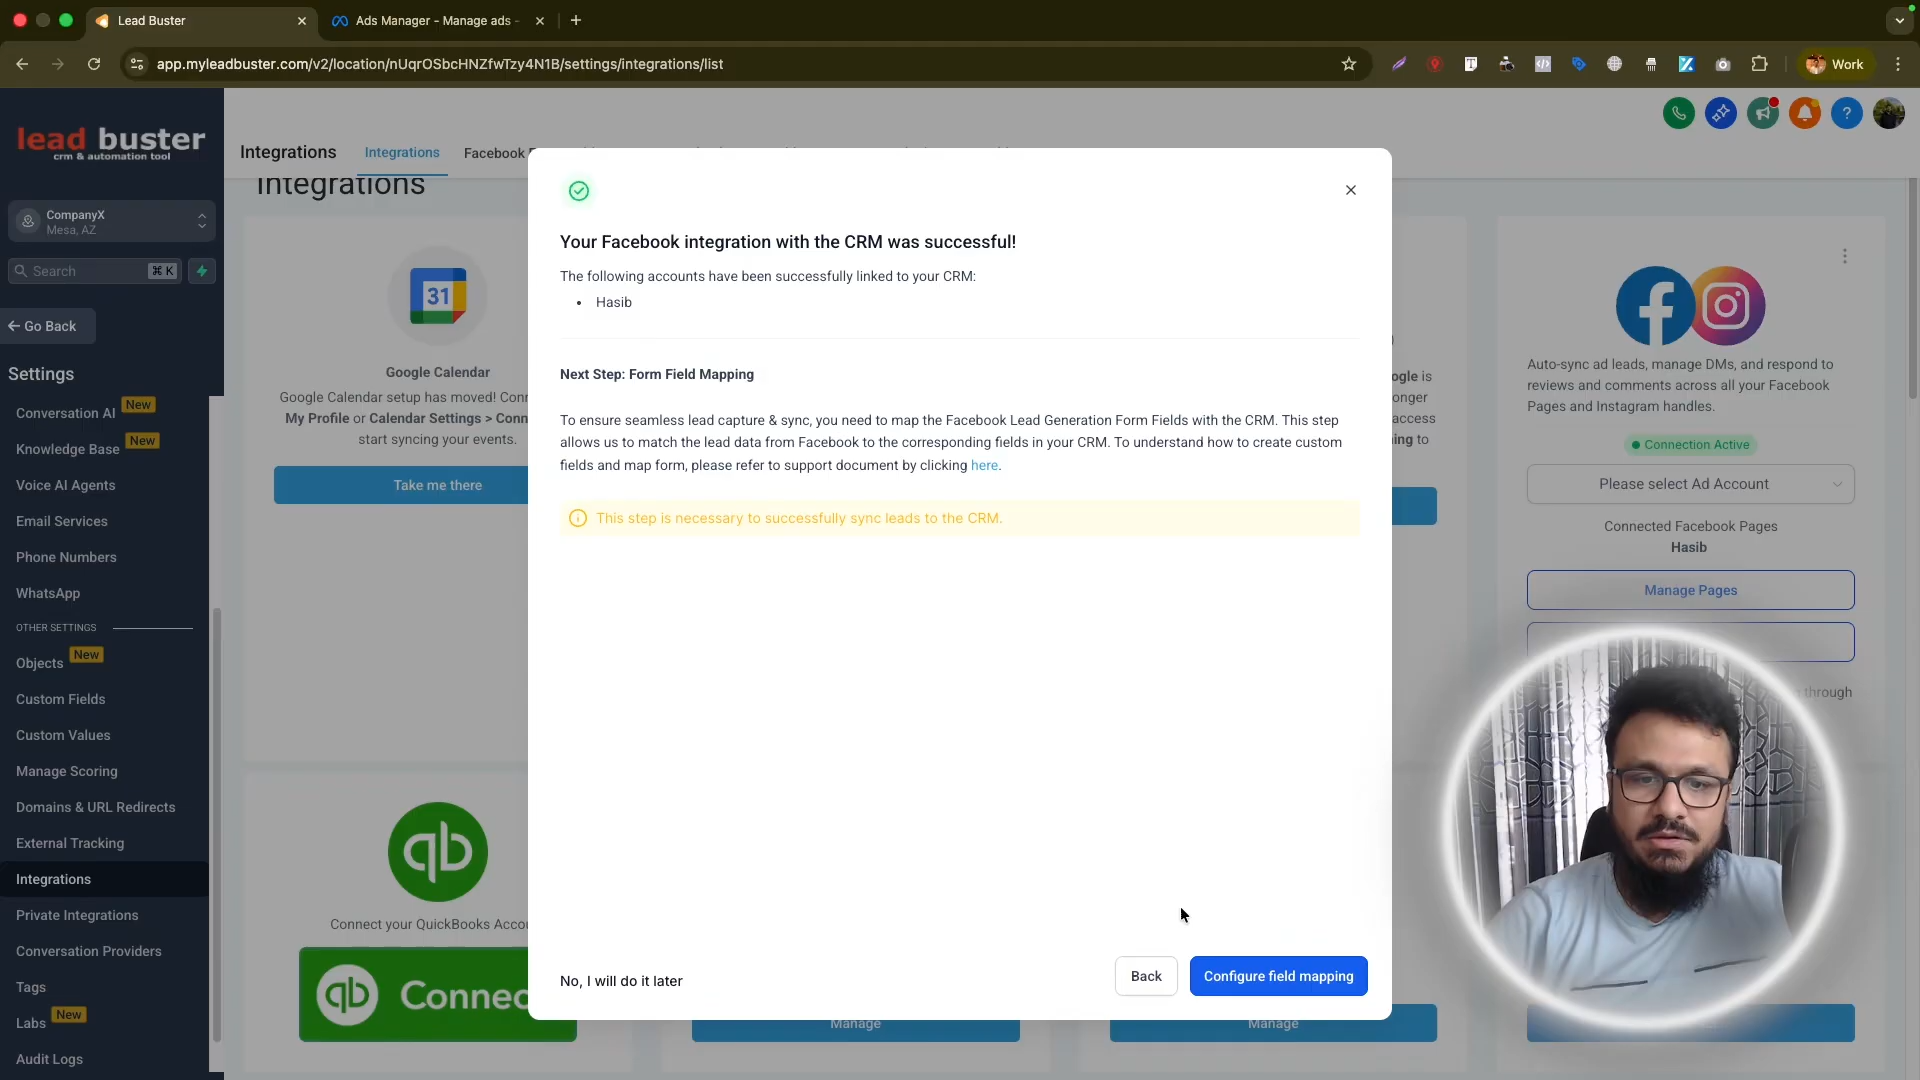 Lead Buster
Ads Manager - Manage ads -
app.myleadbuster.com/v2/location/nUqrOSbcHNZfwTzy4N1B/settings/integrations/list
Work
lead buster
crm & automation tool
CompanyX
Mesa, AZ
Search
⌘ K
Go Back
Settings
Conversation AI
New
Knowledge Base
New
Voice AI Agents
Email Services
Phone Numbers
WhatsApp
OTHER SETTINGS
Objects
New
Custom Fields
Custom Values
Manage Scoring
Domains & URL Redirects
External Tracking
Integrations
Private Integrations
Conversation Providers
Tags
Labs
New
Audit Logs
Integrations
Integrations
Facebook
Integrations
31
Google Calendar
Google Calendar setup has moved!
My Profile or Calendar Settings >
start syncing your events.
Take me there
qb
Connect your QuickBooks
qb
Your Facebook integration with the CRM was successful!
The following accounts have been successfully linked to your CRM:
• Hasib
Next Step: Form Field Mapping
To ensure seamless lead capture & sync, you need to map the Facebook Lead Generation Form Fields with the CRM. This step
allows us to match the lead data from Facebook to the corresponding fields in your CRM. To understand how to create custom
fields and map form, please refer to support document by clicking here.
This step is necessary to successfully sync leads to the CRM.
No, I will do it later
Back
Configure field mapping
Manage
Manage
is
access
to
Auto-sync ad leads, manage DMs, and respond to
reviews and comments across all your Facebook
Pages and Instagram handles.
Connection Active
Please select Ad Account
Connected Facebook Pages
Hasib
Manage Pages
through